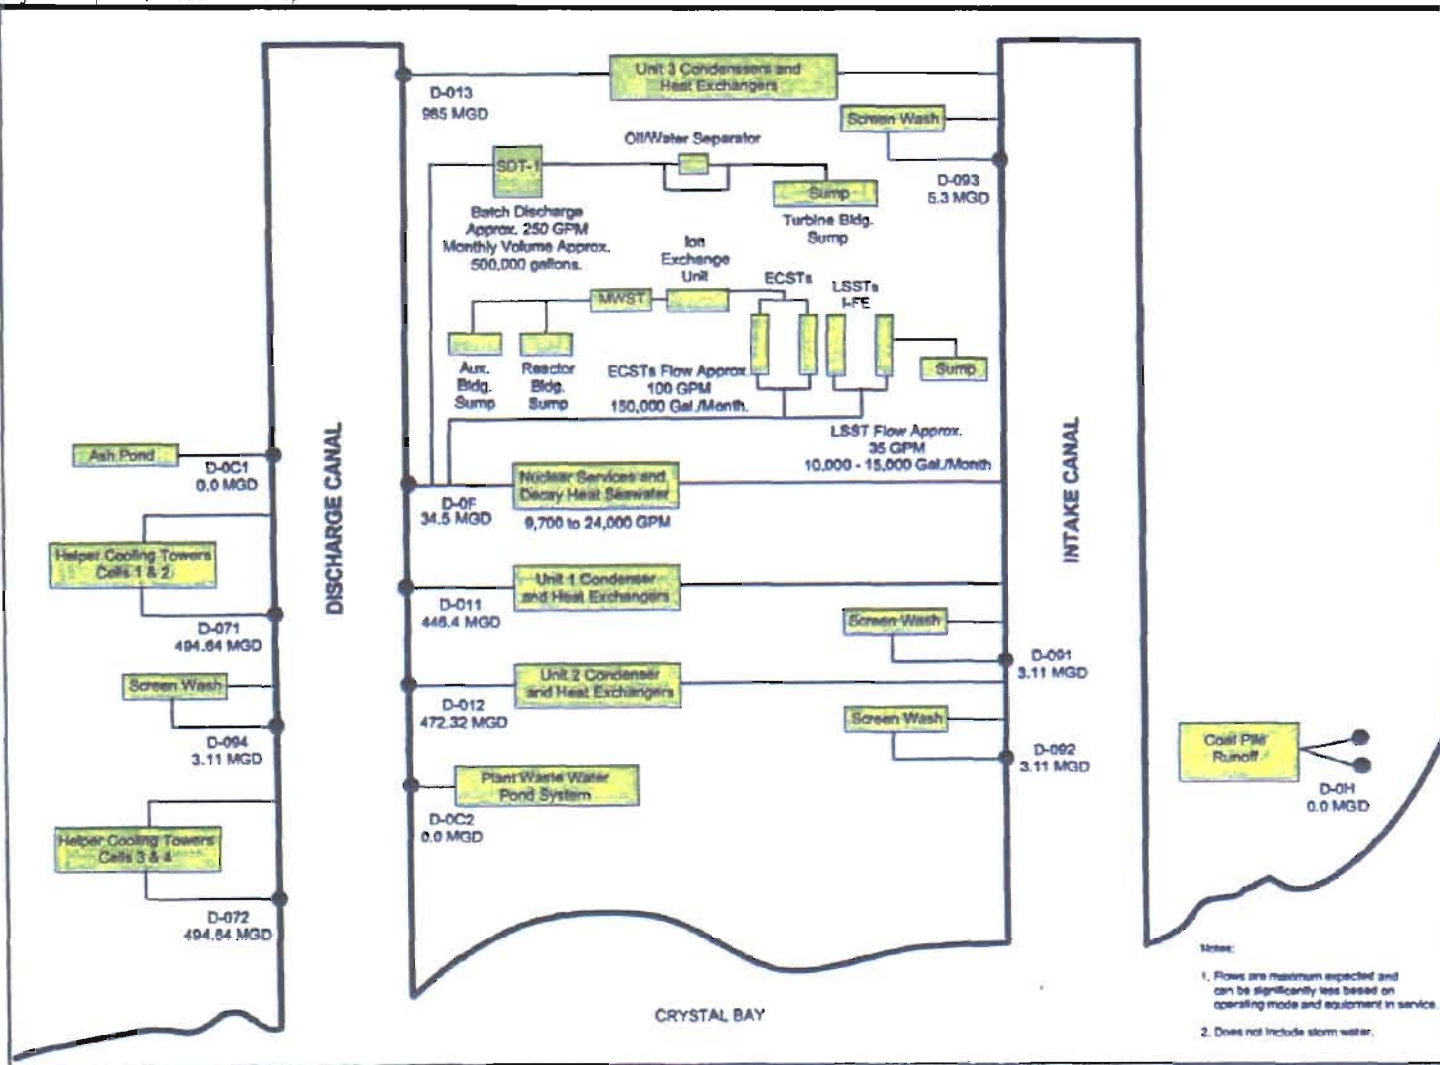 Unit 3 Condensers and
Heat Exchangers
D-013
985 MGD
Screen Wash
D-093
5.3 MGD
Oil/Water Separator
SDT-1
Sump
Turbine Bldg.
Sump
Batch Discharge
Approx. 250 GPM
Monthly Volume Approx.
500,000 gallons.
Ion
Exchange
Unit
ECSTs
LSSTs
MWST
Aux.
Bldg.
Sump
Reactor
Bldg.
Sump
ECSTs Flow Approx.
100 GPM
150,000 Gal./Month.
Sump
LSST Flow Approx.
35 GPM
10,000 - 15,000 Gal./Month
Ash Pond
D-0C1
0.0 MGD
DISCHARGE CANAL
INTAKE CANAL
Nuclear Services and
Decay Heat Seawater
9,700 to 24,000 GPM
D-0F
34.5 MGD
Helper Cooling Towers
Cells 1 & 2
D-071
494.64 MGD
Unit 1 Condenser
and Heat Exchangers
D-011
446.4 MGD
Screen Wash
D-091
3.11 MGD
Screen Wash
D-094
3.11 MGD
Unit 2 Condenser
and Heat Exchangers
D-012
472.32 MGD
Screen Wash
D-092
3.11 MGD
Plant Waste Water
Pond System
D-0C2
0.0 MGD
Coal Pile
Runoff
D-0H
0.0 MGD
Helper Cooling Towers
Cells 3 & 4
D-072
494.64 MGD
CRYSTAL BAY
Notes:
1. Flows are maximum expected and
can be significantly less based on
operating mode and equipment in service.
2. Does not include storm water.